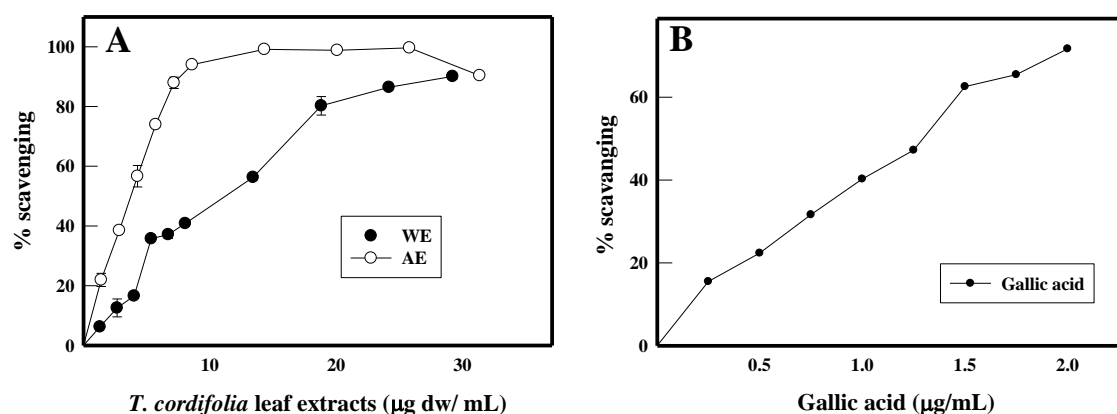 A
% scavenging
100
80
60
40
20
0
WE
AE
10
20
30
T. cordifolia leaf extracts (µg dw/ mL)
B
% scavanging
60
40
20
0
Gallic acid
0.5
1.0
1.5
2.0
Gallic acid (µg/mL)